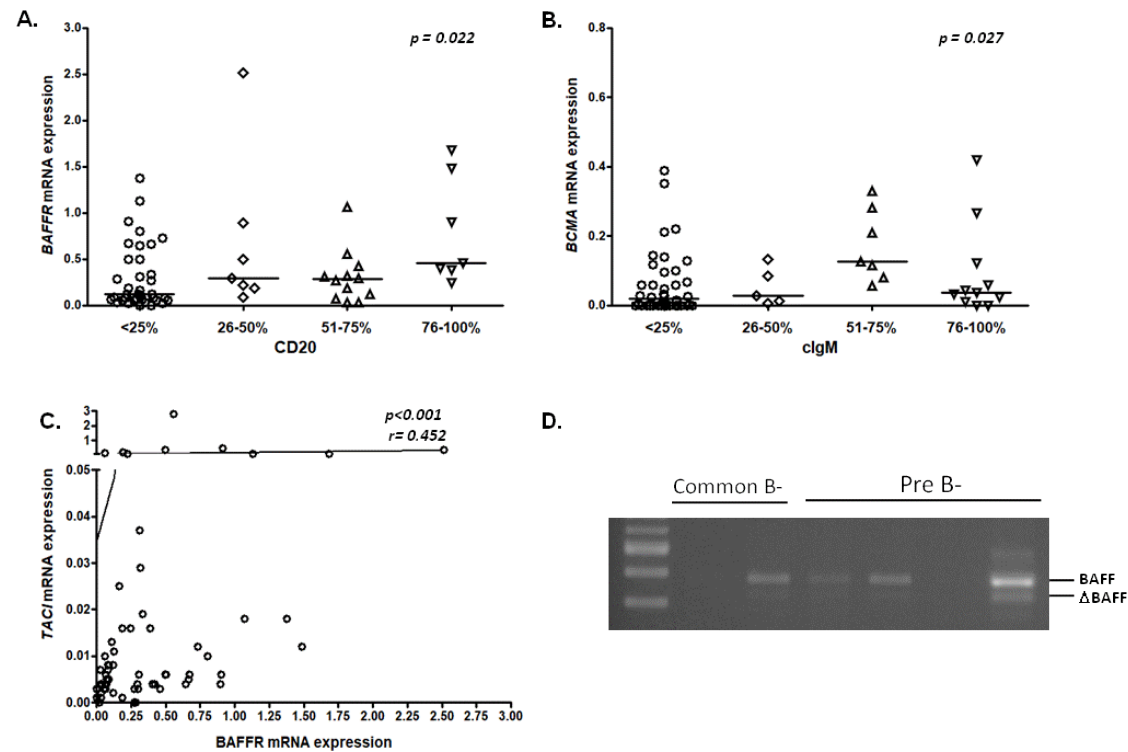 A.
3.0
2.5
2.0
1.5
1.0
0.5
0.0
BAFFR mRNA expression
p = 0.022
<25% 26-50% 51-75% 76-100%
CD20
B.
0.8
0.6
0.4
0.2
0.0
BCMA mRNA expression
p = 0.027
<25% 26-50% 51-75% 76-100%
cIgM
C.
3
2
1
0.05
0.04
0.03
0.02
0.01
0.00
TACI mRNA expression
p<0.001
r= 0.452
0.00 0.25 0.50 0.75 1.00 1.25 1.50 1.75 2.00 2.25 2.50 2.75 3.00
BAFFR mRNA expression
D.
Common B- Pre B-
BAFF
ΔBAFF